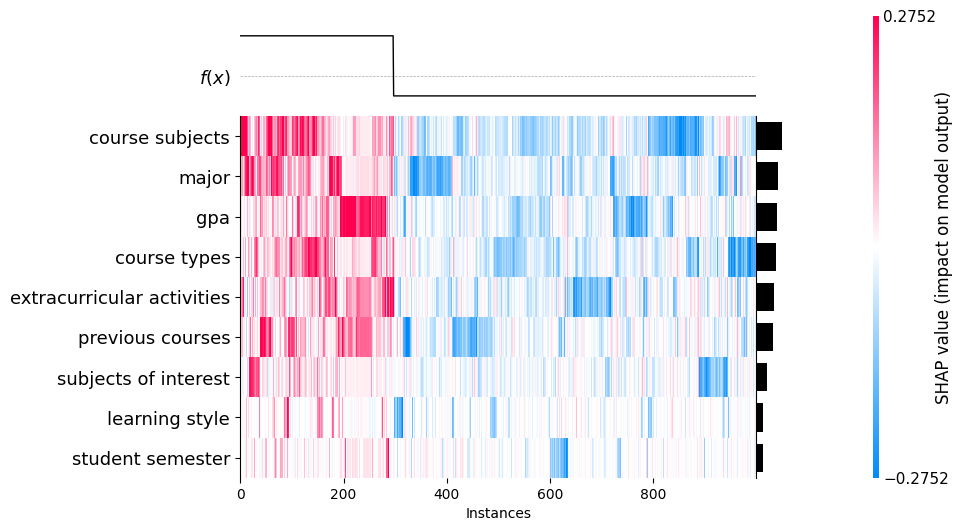 0.2752
f(x)
course subjects
major
gpa
course types
extracurricular activities
previous courses
subjects of interest
learning style
student semester
0 200 400 600 800
Instances
SHAP value (impact on model output)
−0.2752